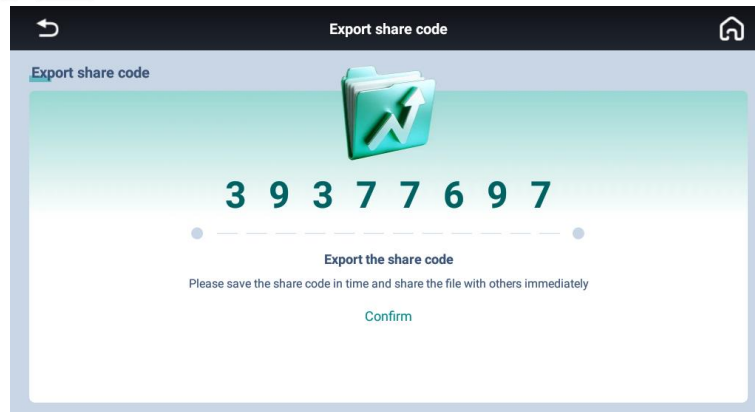 Export share code
Export share code
3 9 3 7 7 6 9 7
Export the share code
Please save the share code in time and share the file with others immediately
Confirm